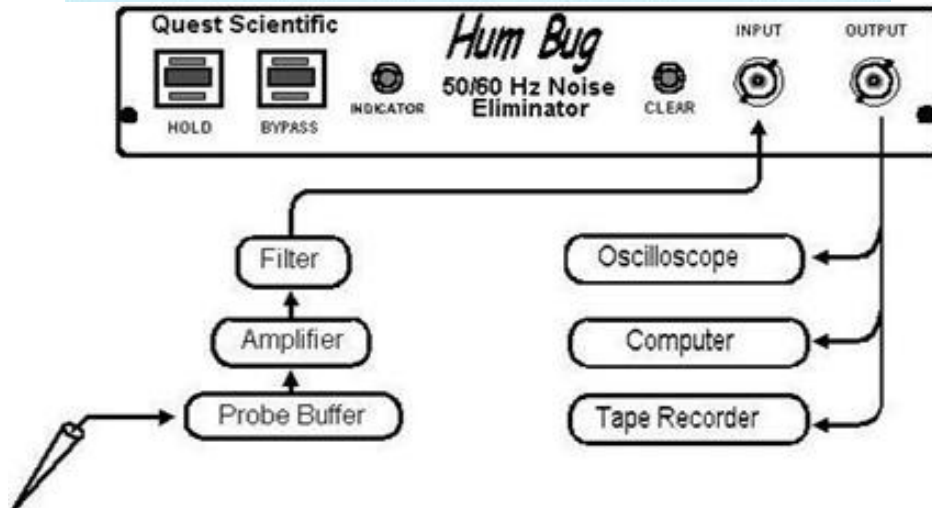 Quest Scientific
Hum Bug
50/60 Hz Noise
Eliminator
HOLD
BYPASS
INDICATOR
CLEAR
INPUT
OUTPUT
Filter
Amplifier
Probe Buffer
Oscilloscope
Computer
Tape Recorder